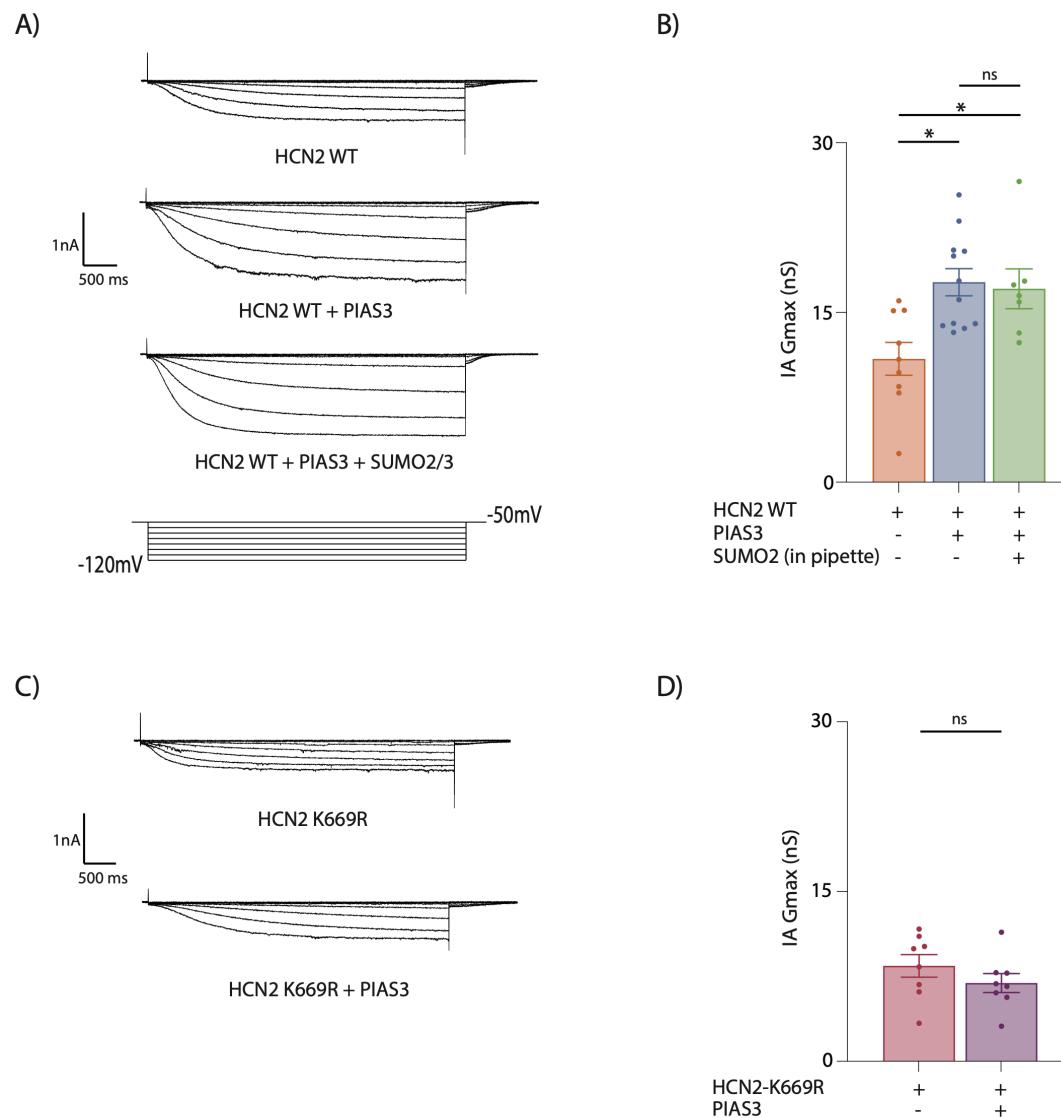 A)
HCN2 WT
1nA
500 ms
HCN2 WT + PIAS3
HCN2 WT + PIAS3 + SUMO2/3
-50mV
-120mV
B)
ns
*
*
30
15
0
IA Gmax (nS)
HCN2 WT + + +
PIAS3 - + +
SUMO2 (in pipette) - - +
C)
HCN2 K669R
1nA
500 ms
HCN2 K669R + PIAS3
D)
30
ns
15
0
IA Gmax (nS)
HCN2-K669R + +
PIAS3 - +